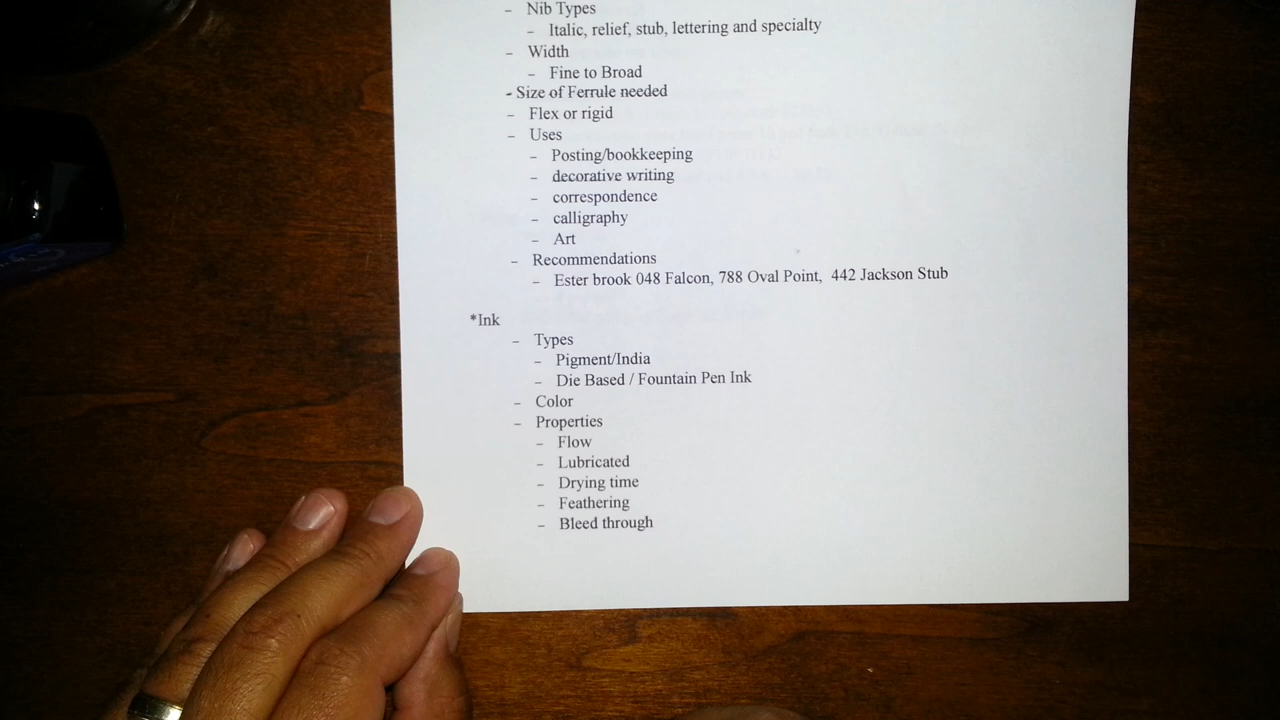 - Nib Types
- Italic, relief, stub, lettering and specialty
- Width
- Fine to Broad
- Size of Ferrule needed
- Flex or rigid
- Uses
- Posting/bookkeeping
- decorative writing
- correspondence
- calligraphy
- Art
- Recommendations
- Ester brook 048 Falcon, 788 Oval Point, 442 Jackson Stub
*Ink
- Types
- Pigment/India
- Die Based / Fountain Pen Ink
- Color
- Properties
- Flow
- Lubricated
- Drying time
- Feathering
- Bleed through